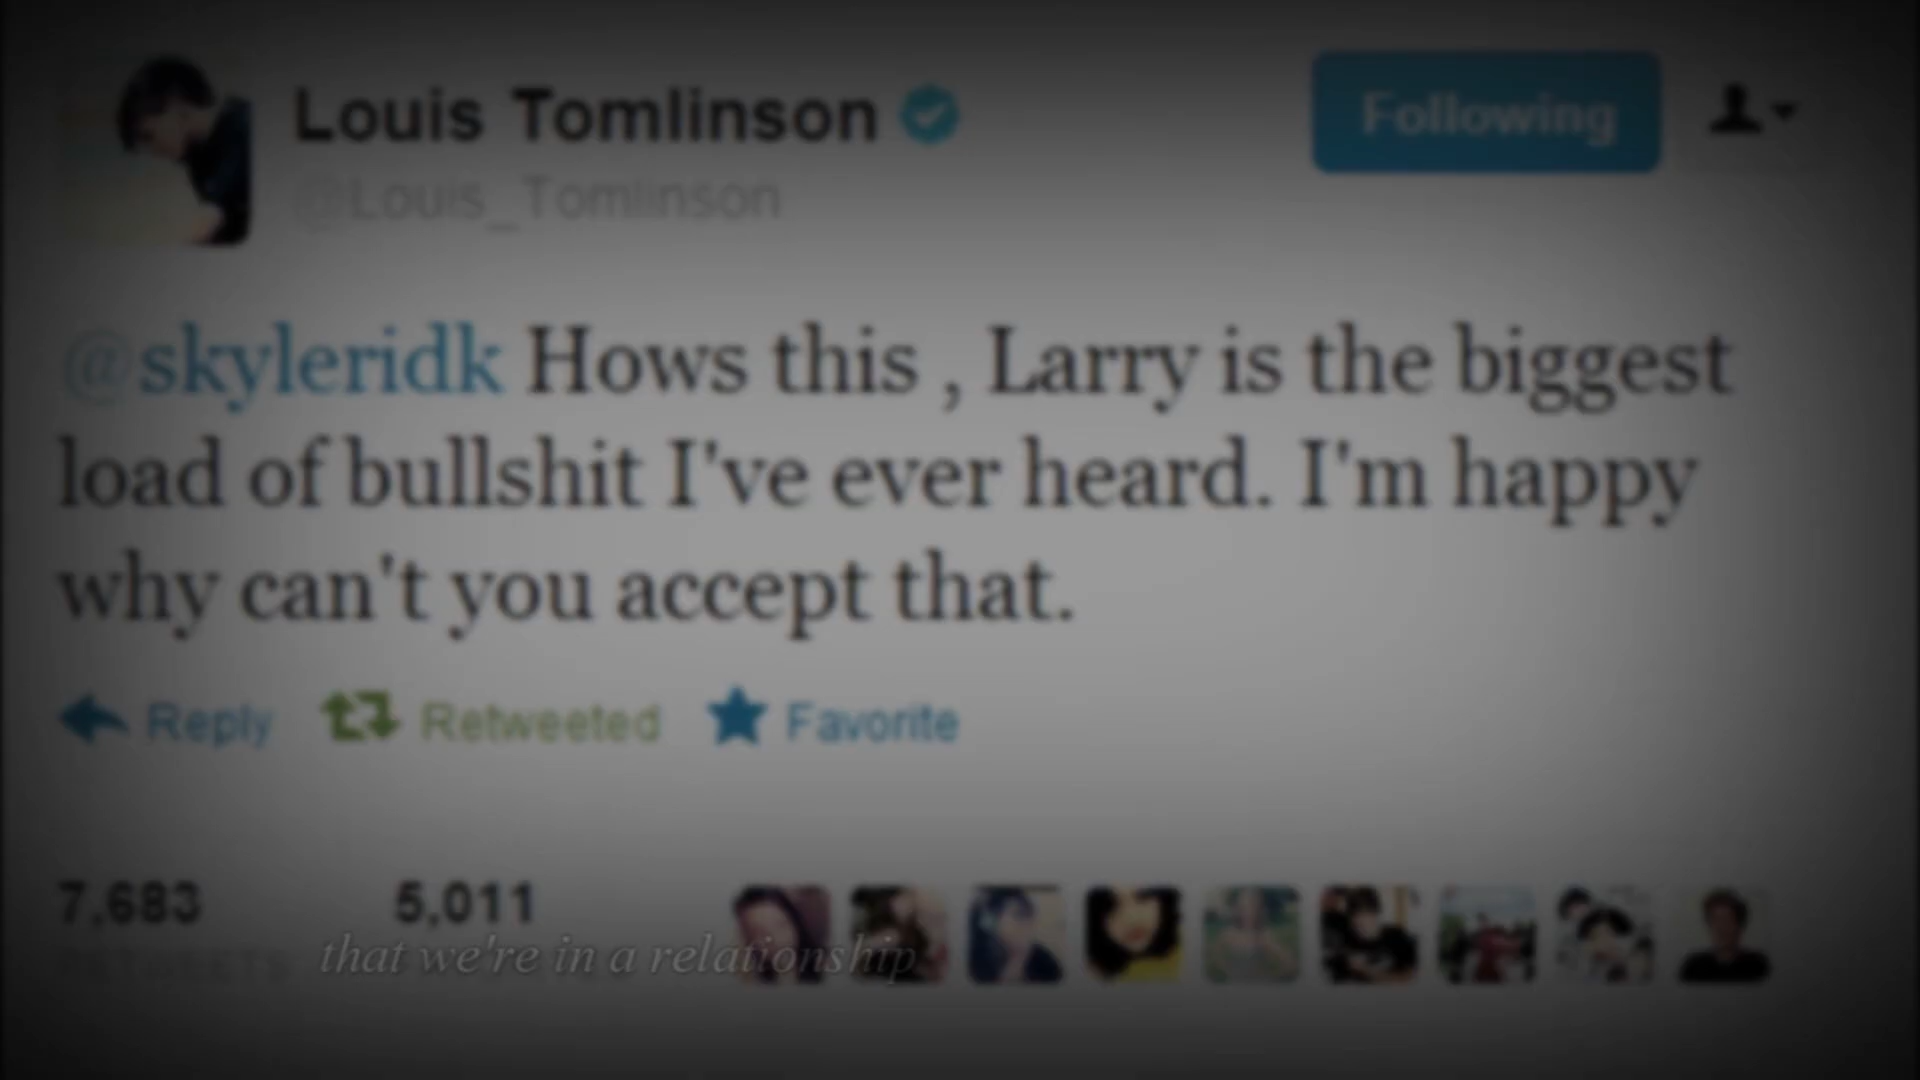 Louis Tomlinson
@Louis_Tomlinson
Following
@skyleridk Hows this , Larry is the biggest
load of bullshit I've ever heard. I'm happy
why can't you accept that.
Reply Retweeted Favorite
7,683 5,011
RETWEETS
that we're in a relationship